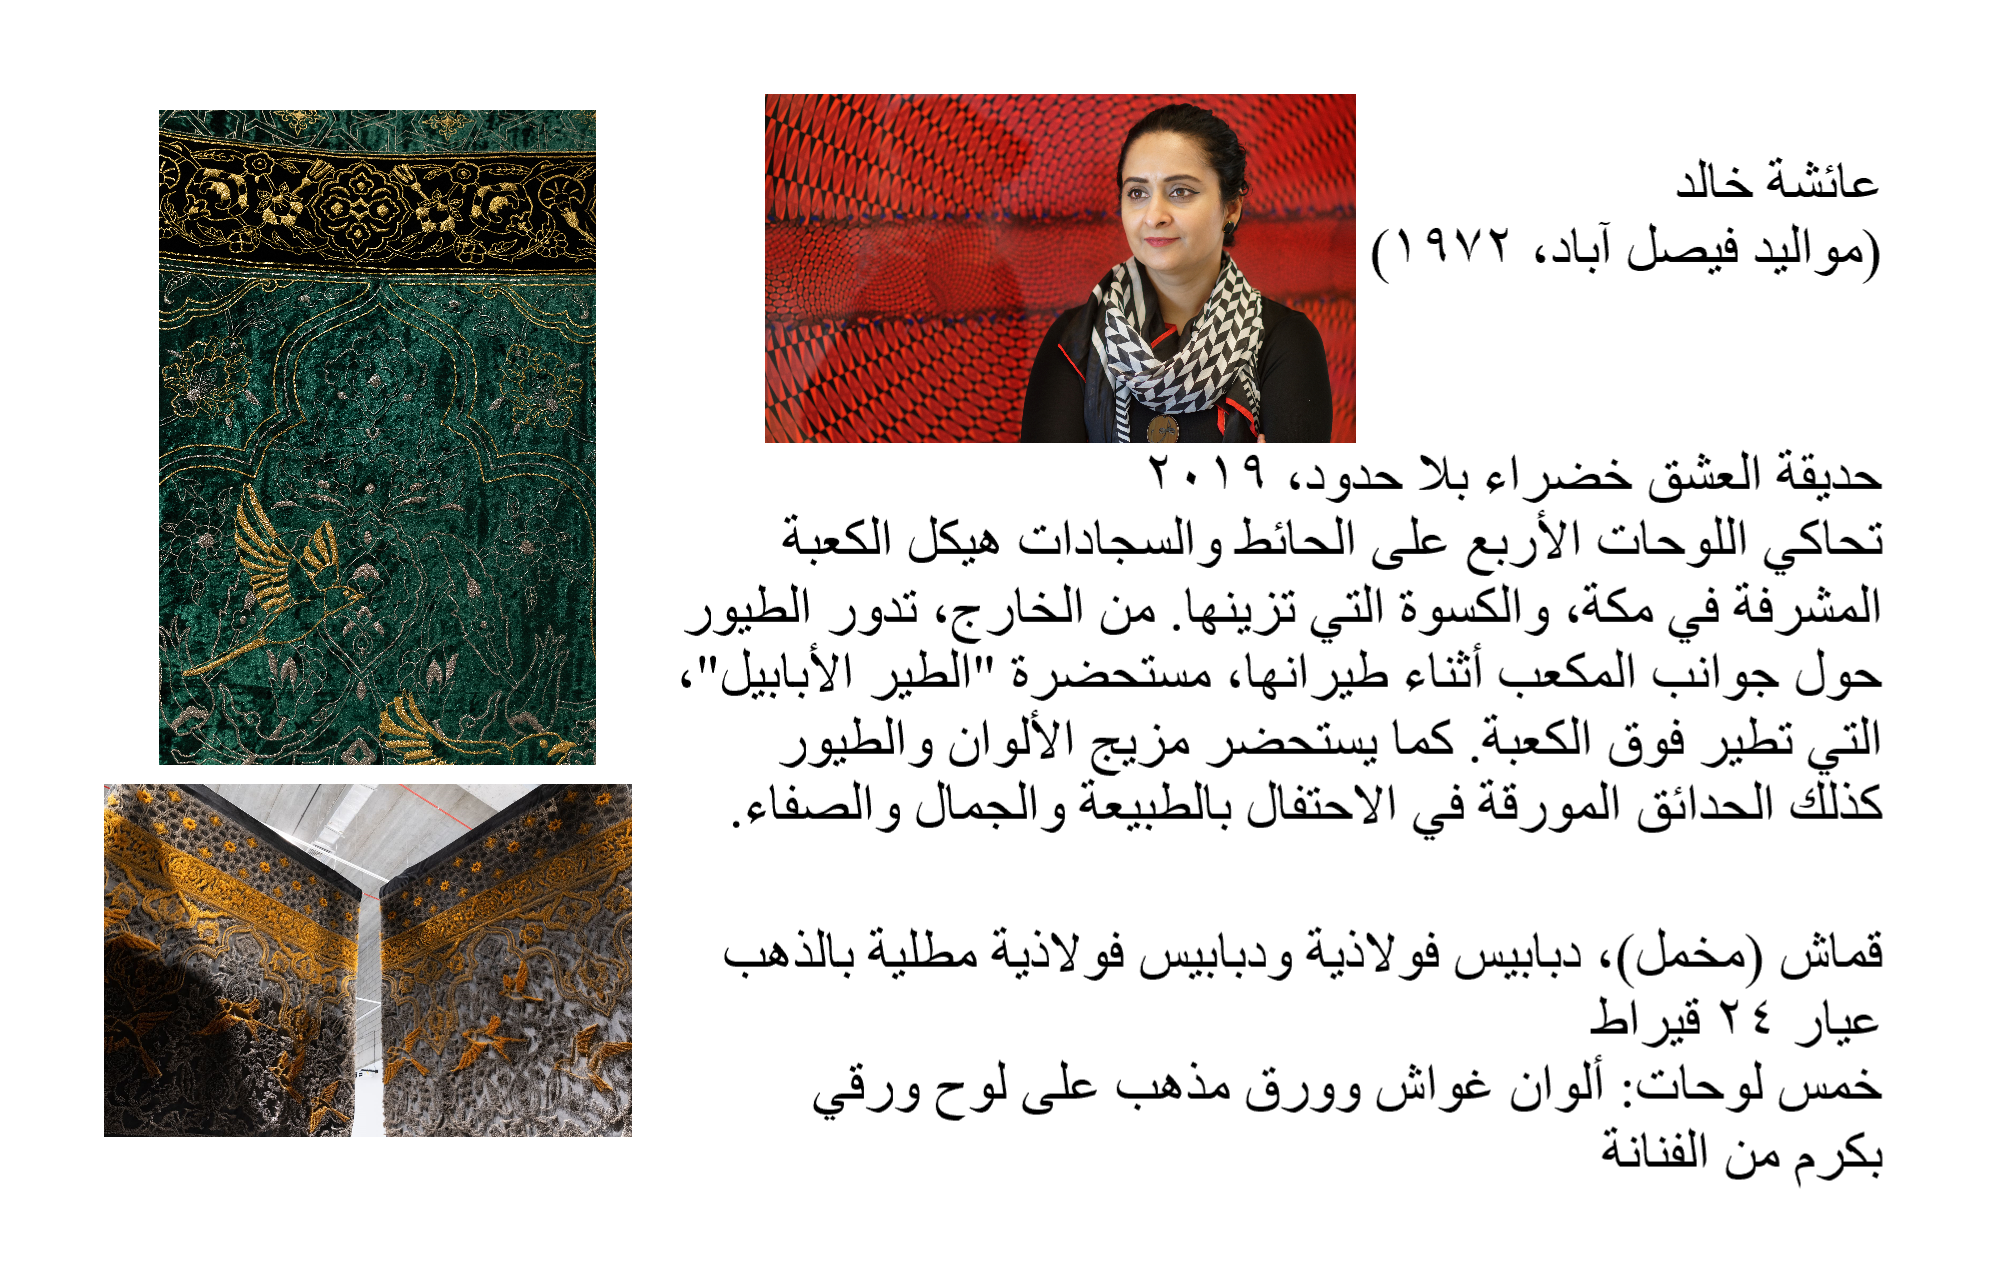 عائشة خالد
(مواليد فيصل آباد، ١٩٧٢)
حديقة العشق خضراء بلا حدود، ٢٠١٩
تحاكي اللوحات الأربع على الحائط والسجادات هيكل الكعبة
المشرفة في مكة، والكسوة التي تزينها. من الخارج، تدور الطيور
حول جوانب المكعب أثناء طيرانها، مستحضرة "الطير الأبابيل"،
التي تطير فوق الكعبة. كما يستحضر مزيج الألوان والطيور
كذلك الحدائق المورقة في الاحتفال بالطبيعة والجمال والصفاء.
قماش (مخمل)، دبابيس فولاذية ودبابيس فولاذية مطلية بالذهب
عيار ٢٤ قيراط
خمس لوحات: ألوان غواش وورق مذهب على لوح ورقي
بكرم من الفنانة